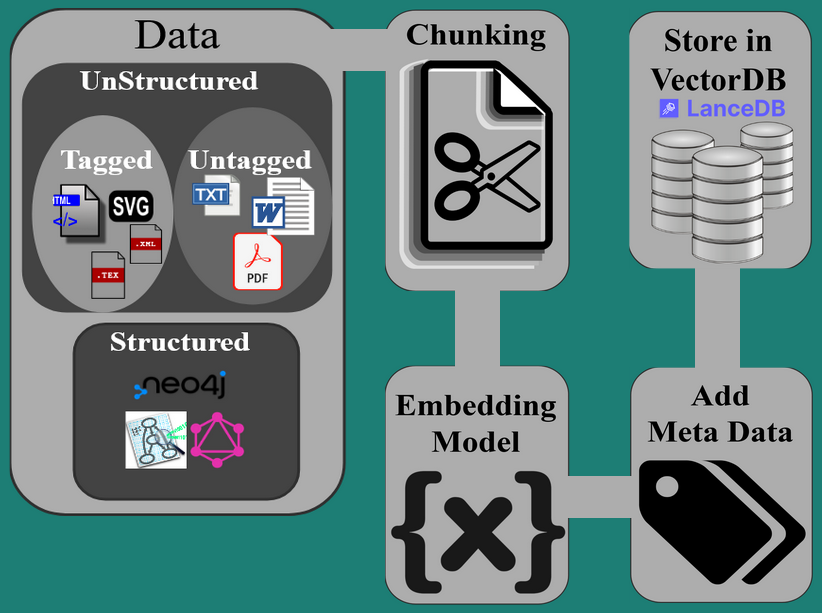 Data
UnStructured
Tagged
Untagged
HTML
</>
SVG
.XML
.TEX
TXT
W
PDF
Structured
neo4j
Chunking
Embedding
Model
{x}
Add
Meta Data
Store in
VectorDB
LanceDB